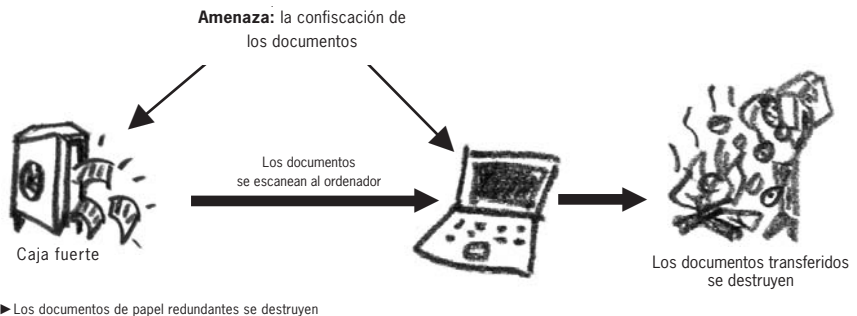 Amenaza: la confiscación de
los documentos
Los documentos
se escanean al ordenador
Caja fuerte
Los documentos transferidos
se destruyen
►Los documentos de papel redundantes se destruyen